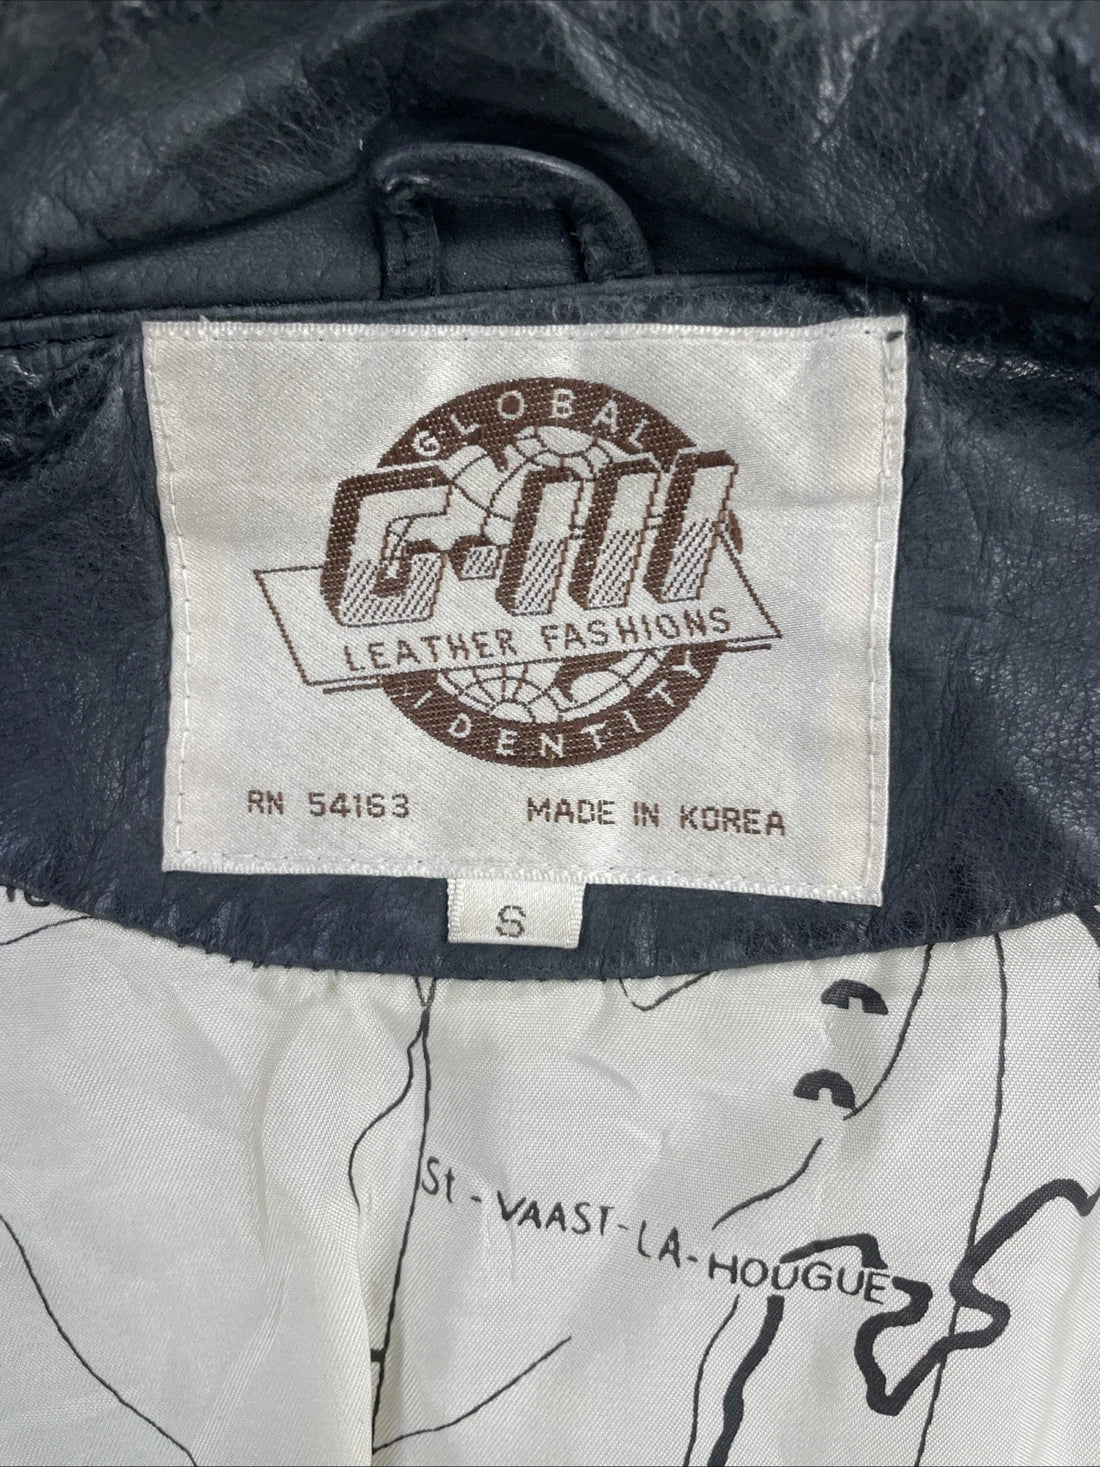 GLOBAL
G-III
LEATHER FASHIONS
IDENTITY
RN 54163 MADE IN KOREA
S
St-VAAST-LA-HOUGUE